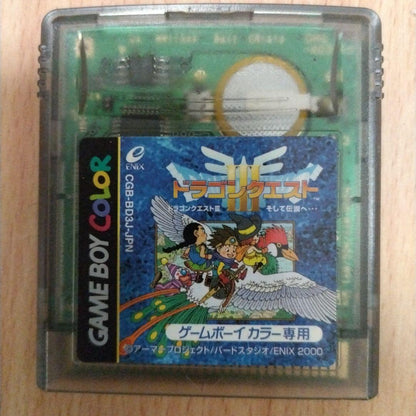 ENIX
CGB-BD3J-JPN
GAME BOY COLOR
ドラゴンクエスト
III
ドラゴンクエストIII そして伝説へ…
ゲームボーイ カラー専用
©アーマープロジェクト/バードスタジオ/ENIX 2000